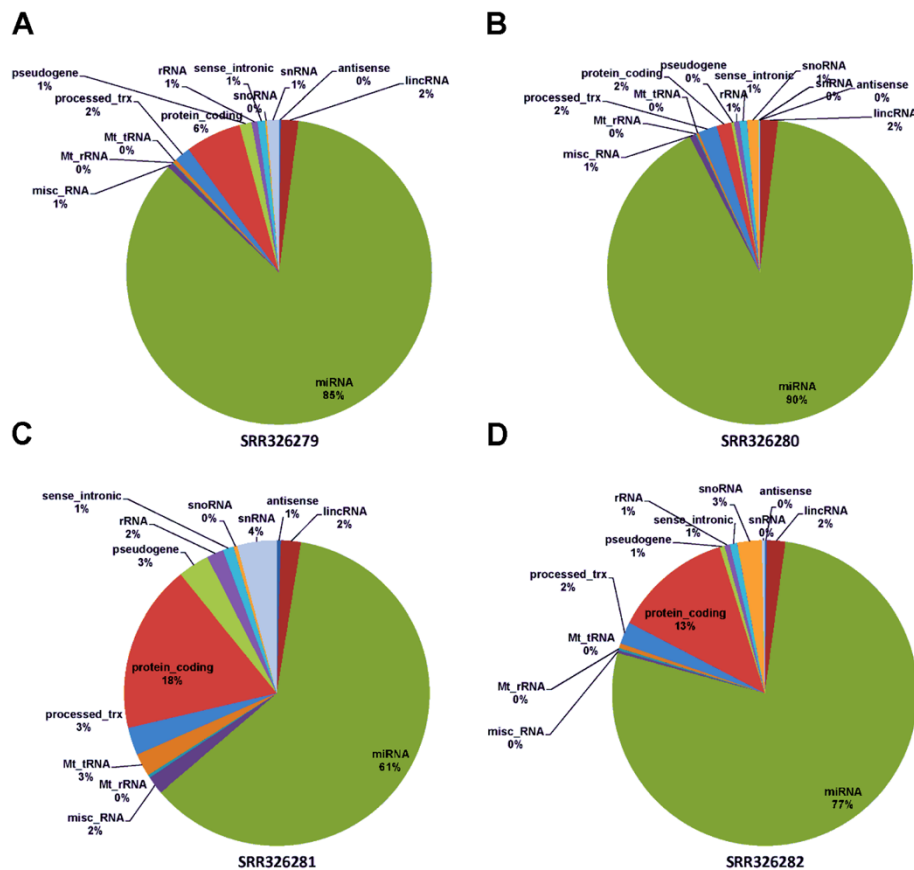 A
pseudogene
1%
rRNA
1%
sense_intronic
1%
snoRNA
0%
snRNA
1%
antisense
0%
lincRNA
2%
processed_trx
2%
protein_coding
6%
Mt_tRNA
0%
Mt_rRNA
0%
misc_RNA
1%
miRNA
85%
SRR326279
B
protein_coding
2%
pseudogene
0%
sense_intronic
1%
snoRNA
1%
snRNA
0%
antisense
0%
lincRNA
2%
processed_trx
2%
Mt_tRNA
0%
rRNA
1%
Mt_rRNA
0%
misc_RNA
1%
miRNA
90%
SRR326280
C
sense_intronic
1%
snoRNA
0%
snRNA
4%
antisense
1%
lincRNA
2%
rRNA
2%
pseudogene
3%
protein_coding
18%
processed_trx
3%
Mt_tRNA
3%
Mt_rRNA
0%
misc_RNA
2%
miRNA
61%
SRR326281
D
rRNA
1%
snoRNA
3%
antisense
0%
sense_intronic
1%
snRNA
0%
lincRNA
2%
pseudogene
1%
processed_trx
2%
protein_coding
13%
Mt_tRNA
0%
Mt_rRNA
0%
misc_RNA
0%
miRNA
77%
SRR326282